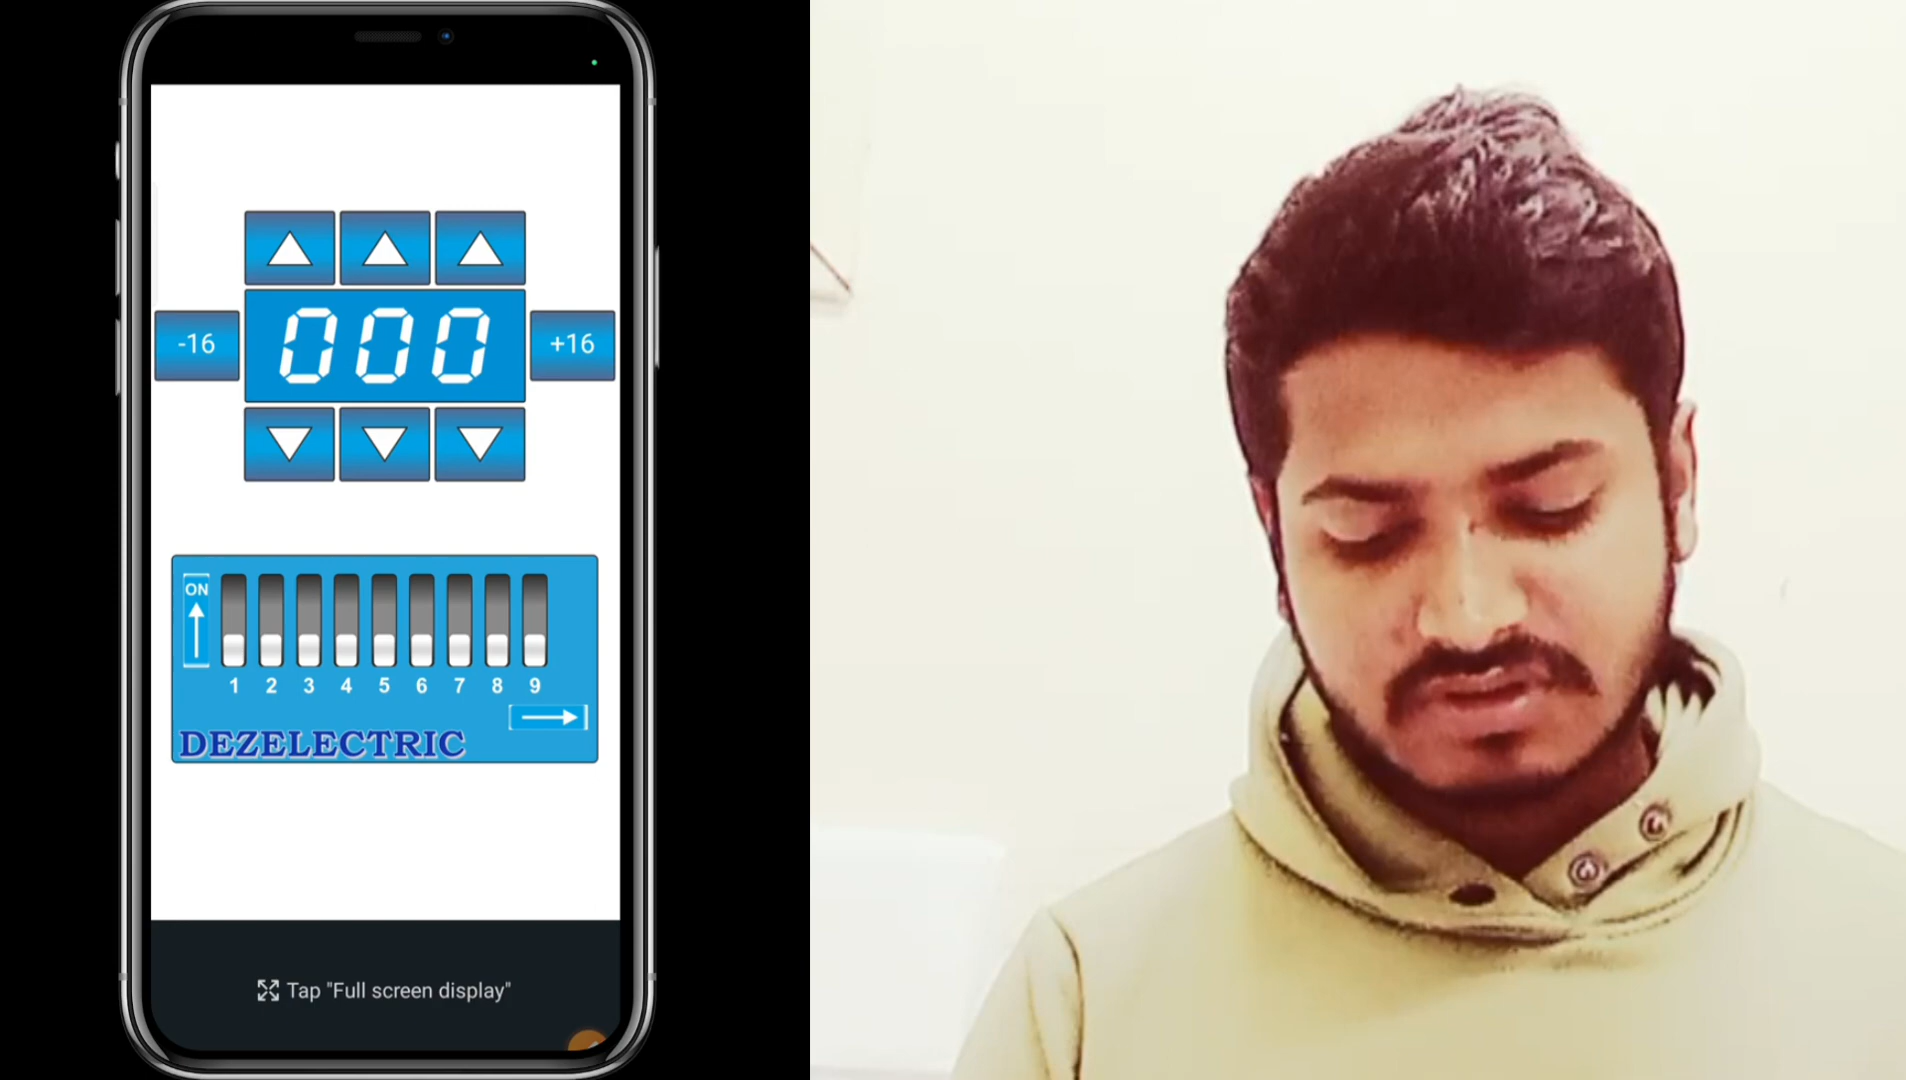 -16
000
+16
ON
1 2 3 4 5 6 7 8 9
DEZELECTRIC
Tap "Full screen display"